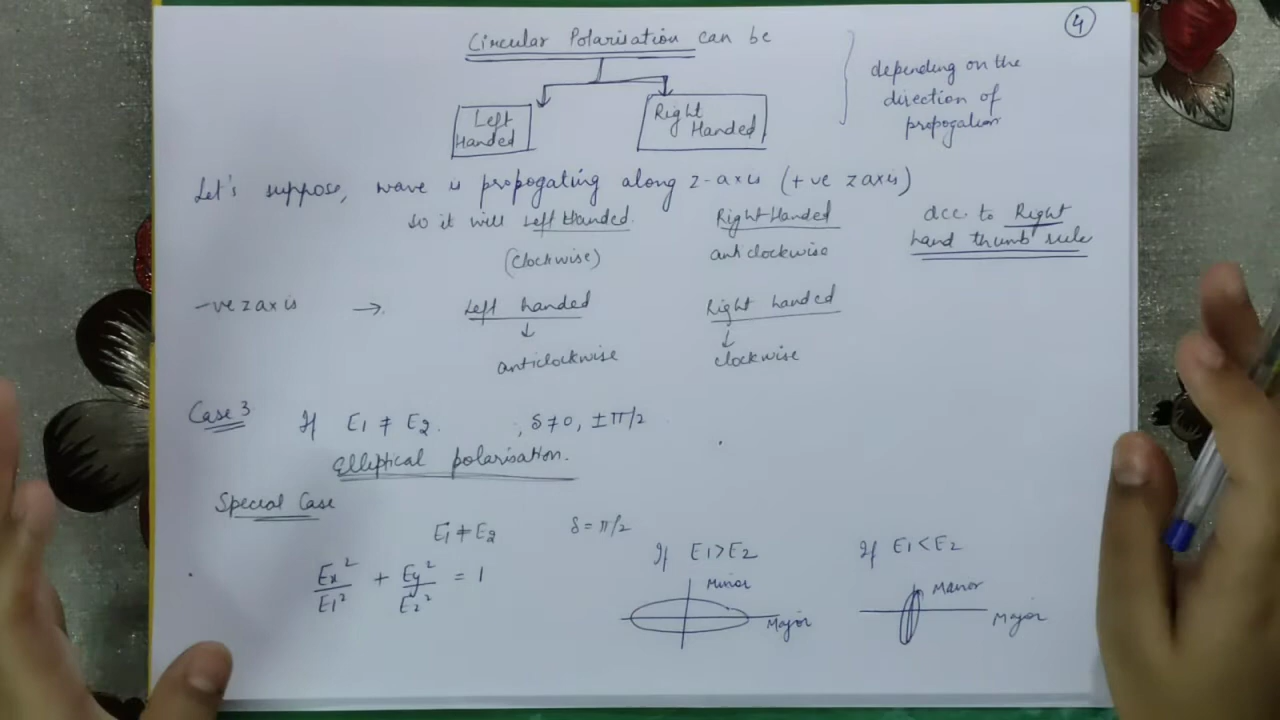 4
Circular Polarisation can be
Left Handed
Right Handed
depending on the
direction of
propogation
Let's suppose, wave is propogating along z-axis (+ve z axis)
so it will Left Handed. Right Handed
(clockwise) anticlockwise
acc. to Right
hand thumb rule
-ve z axis → Left handed Right handed
↓ ↓
anticlockwise clockwise
Case 3 If E₁ ≠ E₂. , δ ≠ 0, ± π/2
Elliptical polarisation.
Special Case
E₁ ≠ E₂ δ = π/2
Ex²/E₁² + Ey²/E₂² = 1
If E₁ > E₂
Minor
Major
If E₁ < E₂
Major